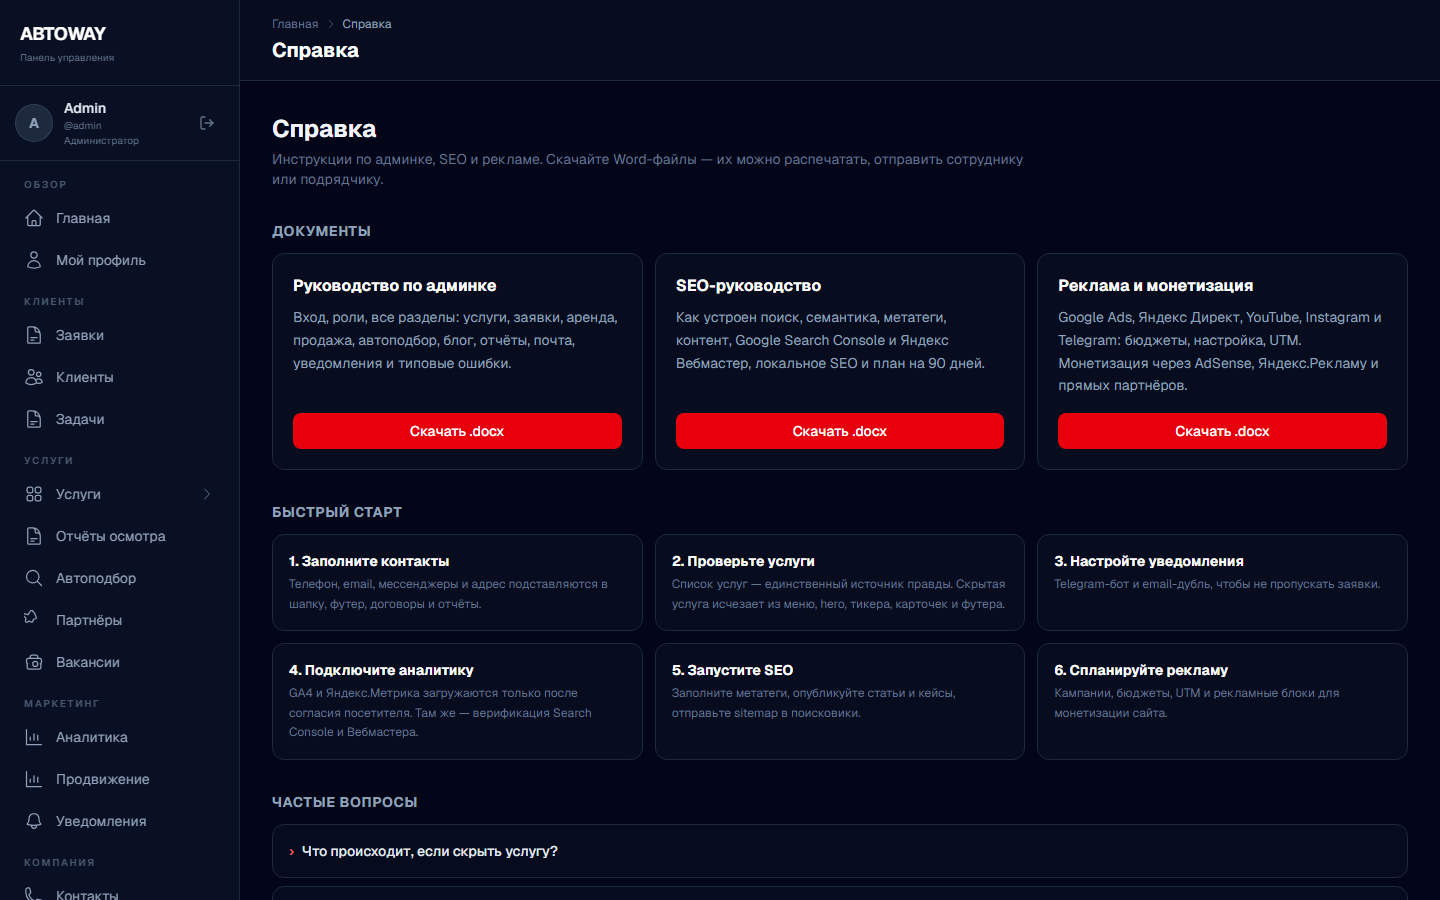 АВТОWAY
Панель управления
A
Admin
@admin
Администратор
ОБЗОР
Главная
Мой профиль
КЛИЕНТЫ
Заявки
Клиенты
Задачи
УСЛУГИ
Услуги
Отчёты осмотра
Автоподбор
Партнёры
Вакансии
МАРКЕТИНГ
Аналитика
Продвижение
Уведомления
КОМПАНИЯ
Контакты
Главная > Справка
Справка
Справка
Инструкции по админке, SEO и рекламе. Скачайте Word-файлы — их можно распечатать, отправить сотруднику
или подрядчику.
ДОКУМЕНТЫ
Руководство по админке
Вход, роли, все разделы: услуги, заявки, аренда,
продажа, автоподбор, блог, отчёты, почта,
уведомления и типовые ошибки.
Скачать .docx
SEO-руководство
Как устроен поиск, семантика, метатеги,
контент, Google Search Console и Яндекс
Вебмастер, локальное SEO и план на 90 дней.
Скачать .docx
Реклама и монетизация
Google Ads, Яндекс Директ, YouTube, Instagram и
Telegram: бюджеты, настройка, UTM.
Монетизация через AdSense, Яндекс.Рекламу и
прямых партнёров.
Скачать .docx
БЫСТРЫЙ СТАРТ
1. Заполните контакты
Телефон, email, мессенджеры и адрес подставляются в
шапку, футер, договоры и отчёты.
2. Проверьте услуги
Список услуг — единственный источник правды. Скрытая
услуга исчезает из меню, hero, тикера, карточек и футера.
3. Настройте уведомления
Telegram-бот и email-дубль, чтобы не пропускать заявки.
4. Подключите аналитику
GA4 и Яндекс.Метрика загружаются только после
согласия посетителя. Там же — верификация Search
Console и Вебмастера.
5. Запустите SEO
Заполните метатеги, опубликуйте статьи и кейсы,
отправьте sitemap в поисковики.
6. Спланируйте рекламу
Кампании, бюджеты, UTM и рекламные блоки для
монетизации сайта.
ЧАСТЫЕ ВОПРОСЫ
› Что происходит, если скрыть услугу?